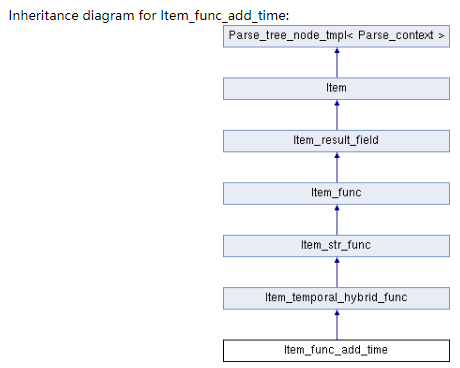 Inheritance diagram for Item_func_add_time:
Parse_tree_node_tmpl< Parse_context >
Item
Item_result_field
Item_func
Item_str_func
Item_temporal_hybrid_func
Item_func_add_time